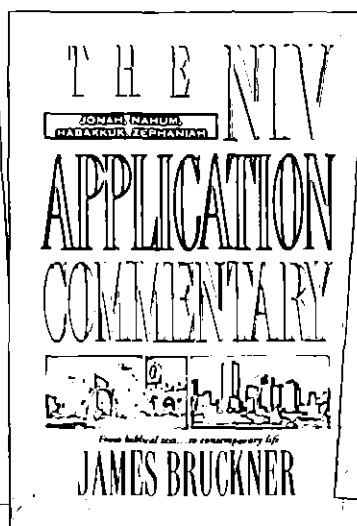 THE NIV
JONAH, NAHUM,
HABAKKUK, ZEPHANIAH
APPLICATION
COMMENTARY
From biblical text...to contemporary life
JAMES BRUCKNER